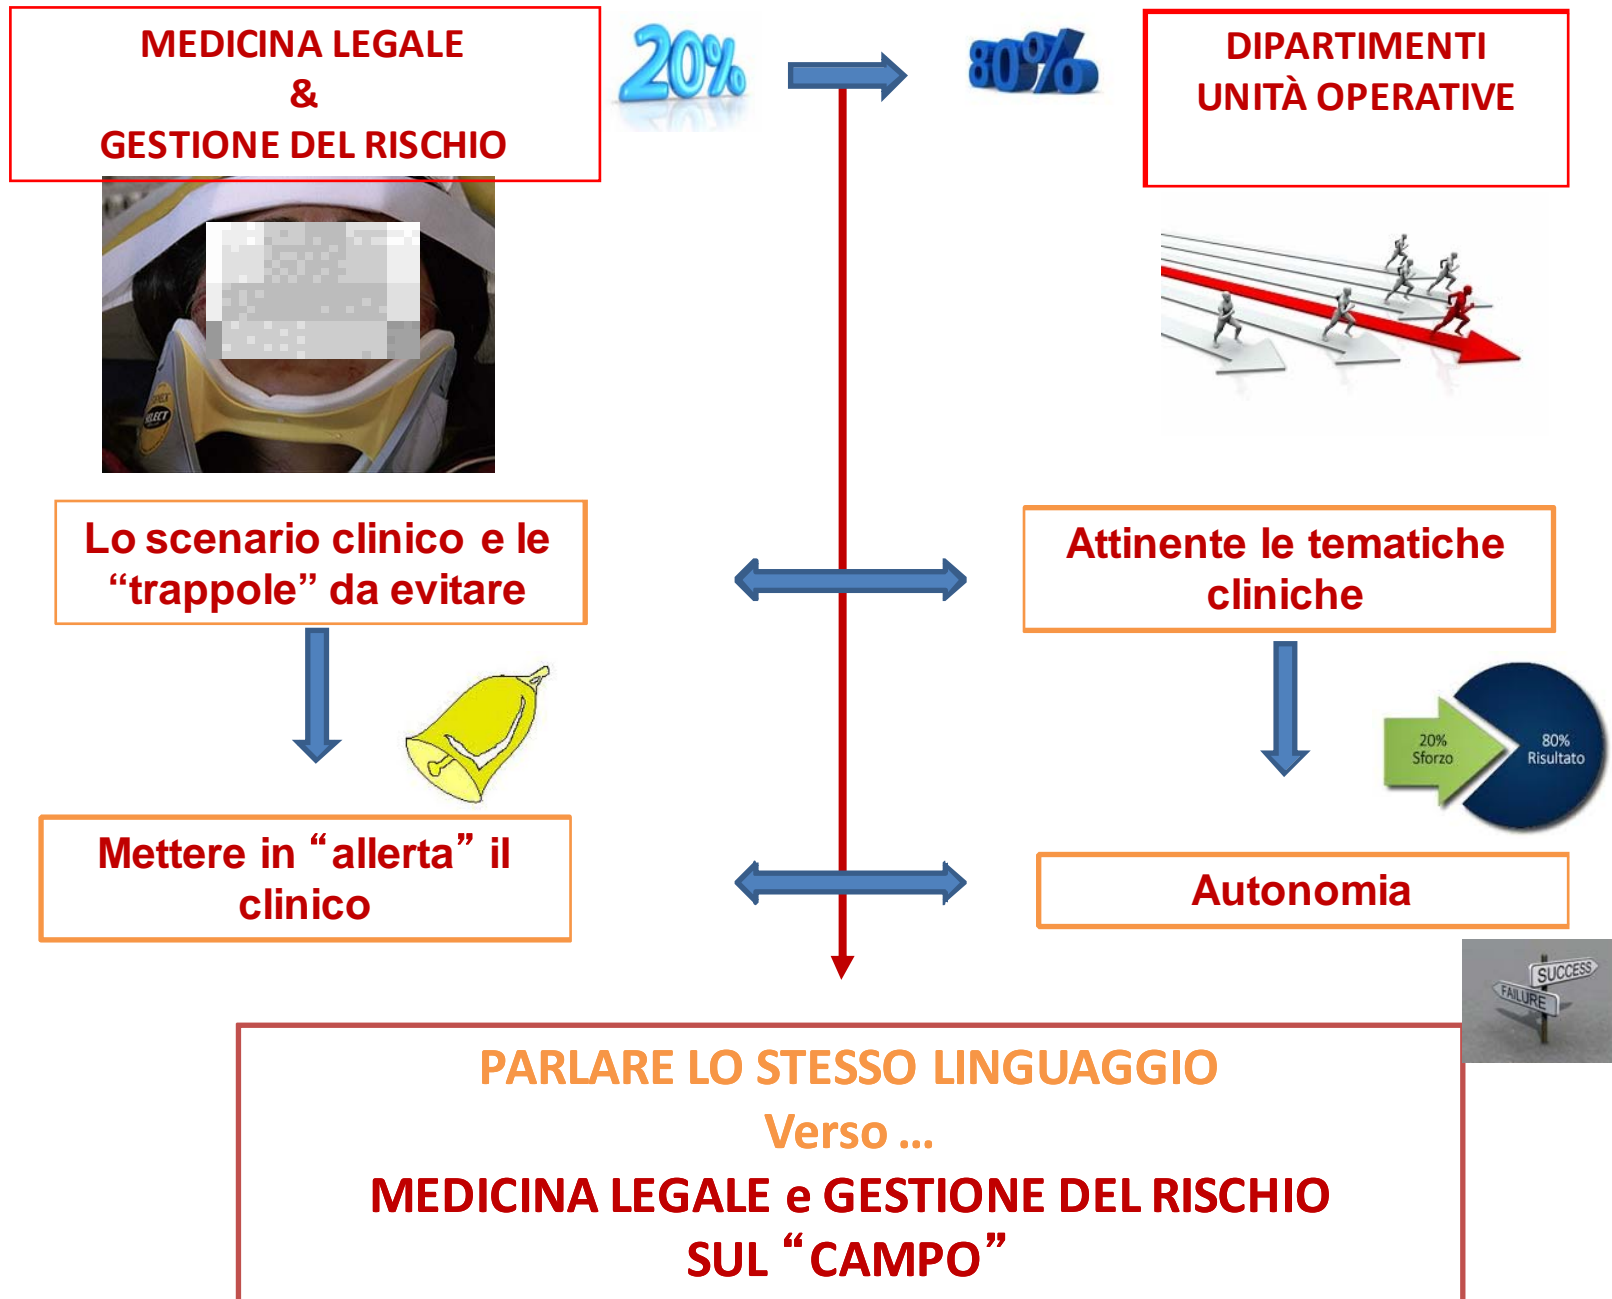 MEDICINA LEGALE
&
GESTIONE DEL RISCHIO
20%
80%
DIPARTIMENTI
UNITÀ OPERATIVE
SELECT
Lo scenario clinico e le
“trappole” da evitare
Attinente le tematiche
cliniche
20%
Sforzo
80%
Risultato
Mettere in “allerta” il
clinico
Autonomia
SUCCESS
FAILURE
PARLARE LO STESSO LINGUAGGIO
Verso ...
MEDICINA LEGALE e GESTIONE DEL RISCHIO
SUL “CAMPO”